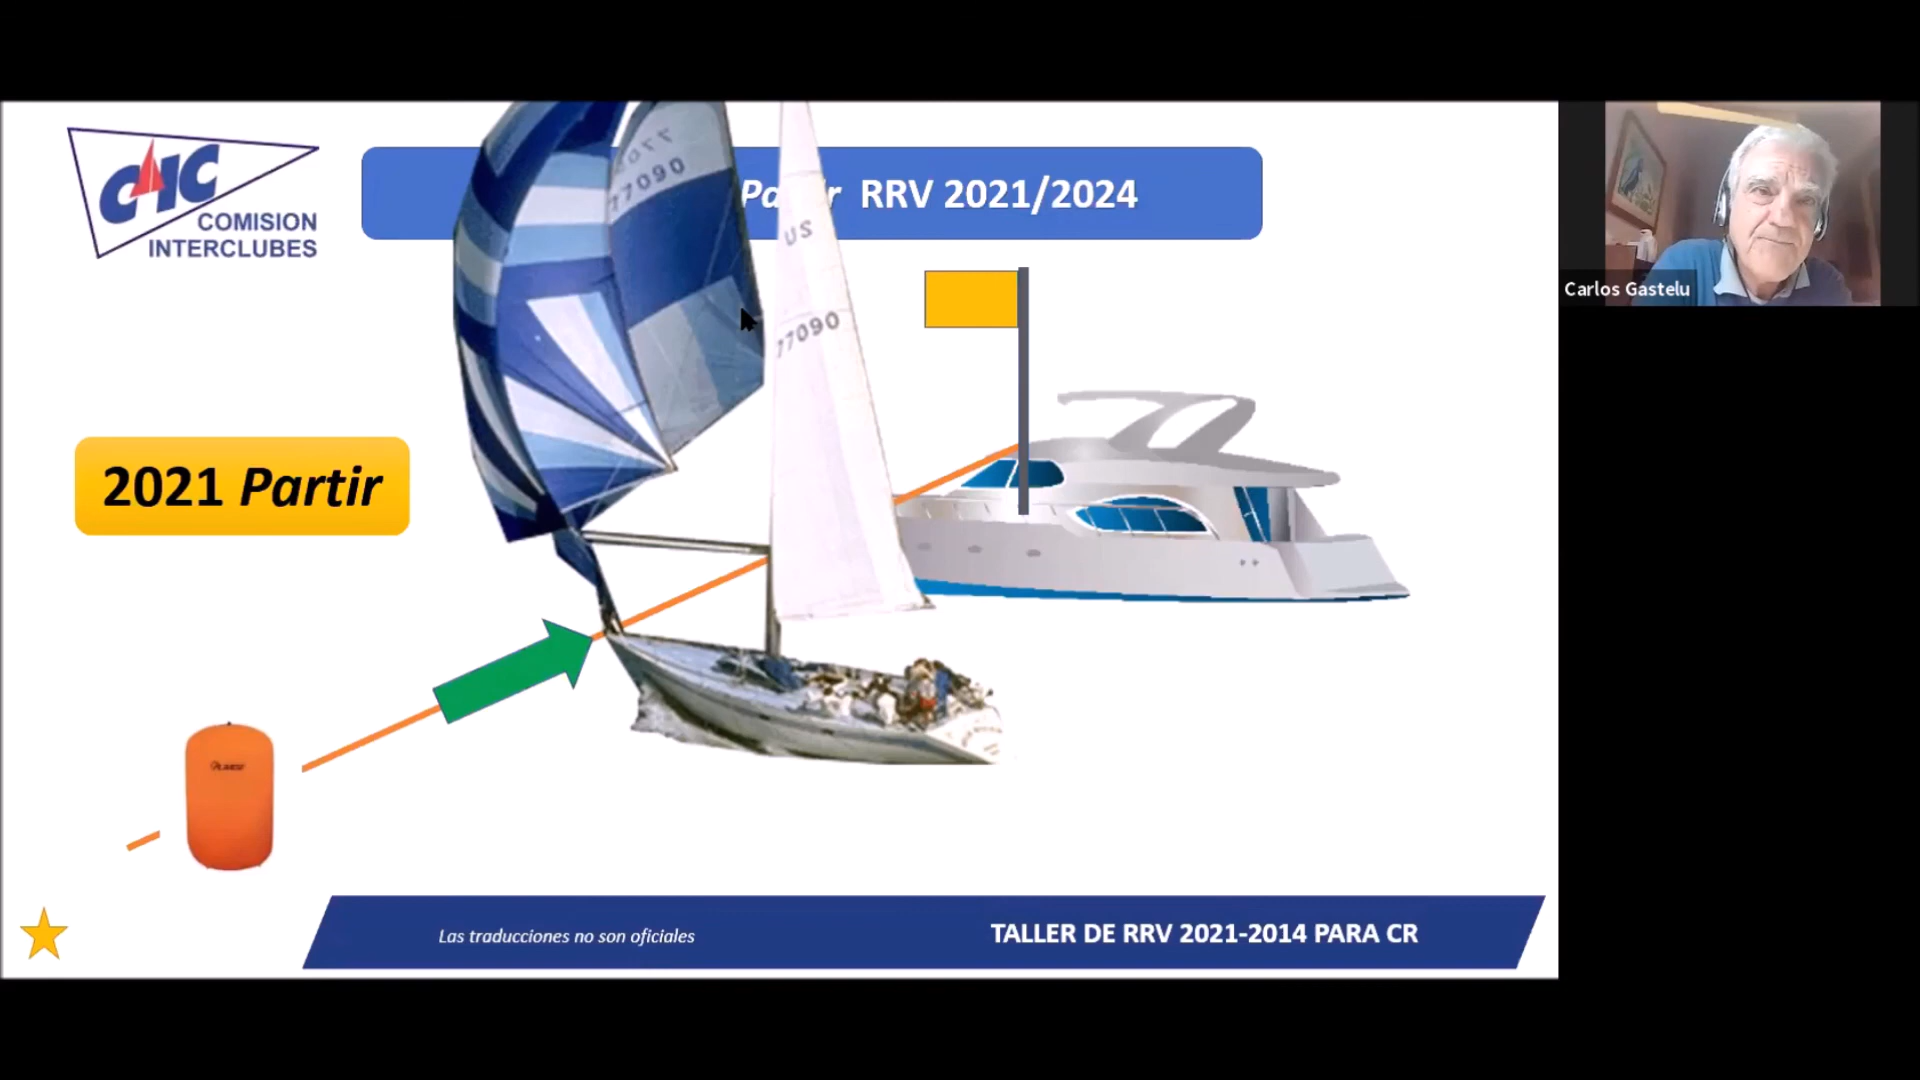 CIC
COMISION
INTERCLUBES
RRV 2021/2024
77090
SU
77090
Carlos Gastelu
2021 Partir
Las traducciones no son oficiales
TALLER DE RRV 2021-2014 PARA CR